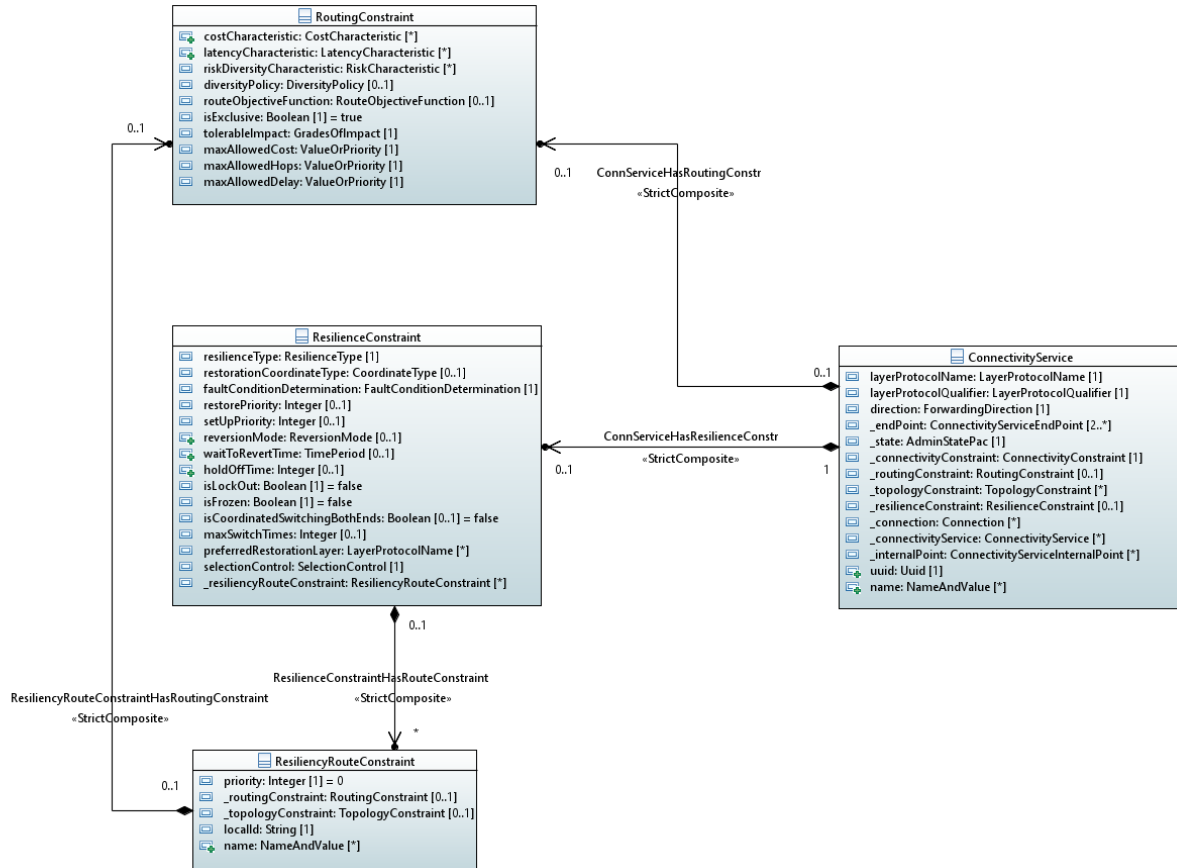 RoutingConstraint
costCharacteristic: CostCharacteristic [*]
latencyCharacteristic: LatencyCharacteristic [*]
riskDiversityCharacteristic: RiskCharacteristic [*]
diversityPolicy: DiversityPolicy [0..1]
routeObjectiveFunction: RouteObjectiveFunction [0..1]
isExclusive: Boolean [1] = true
tolerableImpact: GradesOfImpact [1]
maxAllowedCost: ValueOrPriority [1]
maxAllowedHops: ValueOrPriority [1]
maxAllowedDelay: ValueOrPriority [1]
0..1
0..1
ConnServiceHasRoutingConstr
«StrictComposite»
ResilienceConstraint
resilienceType: ResilienceType [1]
restorationCoordinateType: CoordinateType [0..1]
faultConditionDetermination: FaultConditionDetermination [1]
restorePriority: Integer [0..1]
setUpPriority: Integer [0..1]
reversionMode: ReversionMode [0..1]
waitToRevertTime: TimePeriod [0..1]
holdOffTime: Integer [0..1]
isLockOut: Boolean [1] = false
isFrozen: Boolean [1] = false
isCoordinatedSwitchingBothEnds: Boolean [0..1] = false
maxSwitchTimes: Integer [0..1]
preferredRestorationLayer: LayerProtocolName [*]
selectionControl: SelectionControl [1]
_resiliencyRouteConstraint: ResiliencyRouteConstraint [*]
ConnServiceHasResilienceConstr
«StrictComposite»
0..1
0..1
1
ConnectivityService
layerProtocolName: LayerProtocolName [1]
layerProtocolQualifier: LayerProtocolQualifier [1]
direction: ForwardingDirection [1]
_endPoint: ConnectivityServiceEndPoint [2..*]
_state: AdminStatePac [1]
_connectivityConstraint: ConnectivityConstraint [1]
_routingConstraint: RoutingConstraint [0..1]
_topologyConstraint: TopologyConstraint [*]
_resilienceConstraint: ResilienceConstraint [0..1]
_connection: Connection [*]
_connectivityService: ConnectivityService [*]
_internalPoint: ConnectivityServiceInternalPoint [*]
uuid: Uuid [1]
name: NameAndValue [*]
0..1
ResilienceConstraintHasRouteConstraint
«StrictComposite»
*
ResiliencyRouteConstraintHasRoutingConstraint
«StrictComposite»
0..1
ResiliencyRouteConstraint
priority: Integer [1] = 0
_routingConstraint: RoutingConstraint [0..1]
_topologyConstraint: TopologyConstraint [0..1]
localId: String [1]
name: NameAndValue [*]